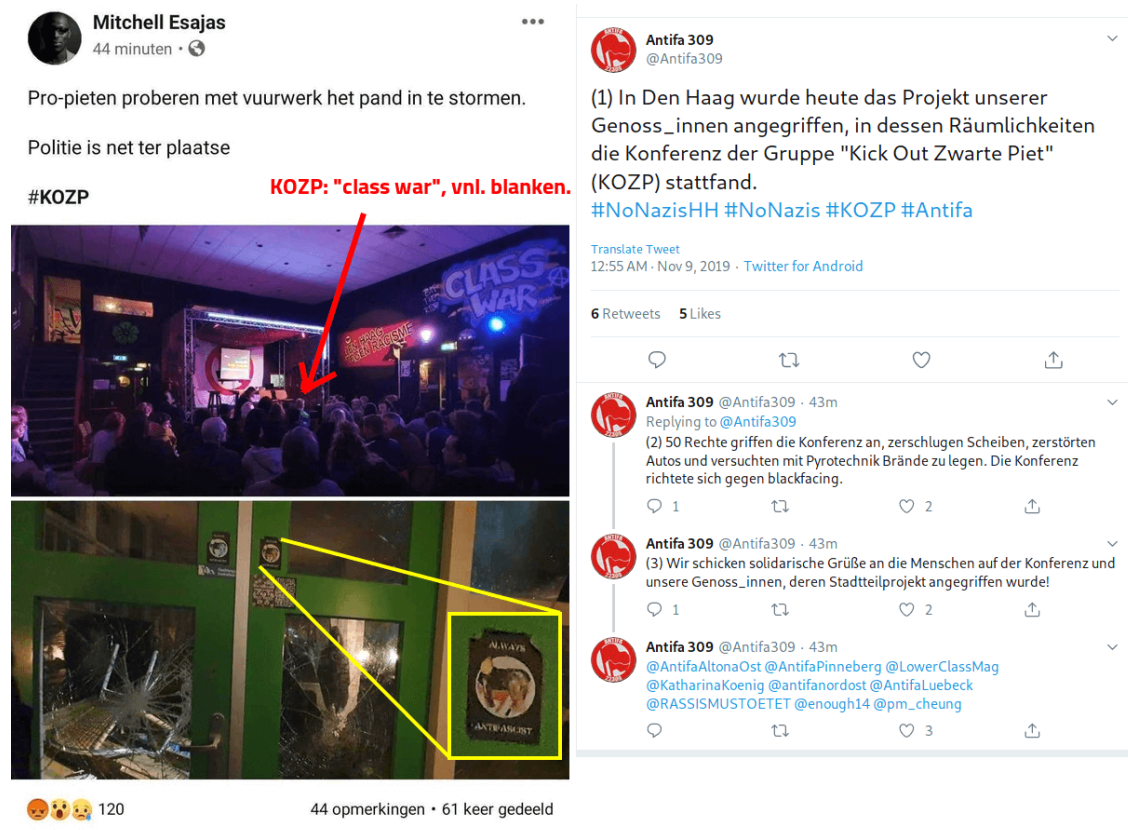 Mitchell Esajas
44 minuten ·
Pro-pieten proberen met vuurwerk het pand in te stormen.
Politie is net ter plaatse
#KOZP
KOZP: "class war", vnl. blanken.
CLASS
WAR
DEN HAAG
TEGEN RACISME
ALWAYS
ANTIFASCIST
120
44 opmerkingen • 61 keer gedeeld
Antifa 309
@Antifa309
(1) In Den Haag wurde heute das Projekt unserer
Genoss_innen angegriffen, in dessen Räumlichkeiten
die Konferenz der Gruppe "Kick Out Zwarte Piet"
(KOZP) stattfand.
#NoNazisHH #NoNazis #KOZP #Antifa
Translate Tweet
12:55 AM · Nov 9, 2019 · Twitter for Android
6 Retweets 5 Likes
Antifa 309 @Antifa309 · 43m
Replying to @Antifa309
(2) 50 Rechte griffen die Konferenz an, zerschlugen Scheiben, zerstörten
Autos und versuchten mit Pyrotechnik Brände zu legen. Die Konferenz
richtete sich gegen blackfacing.
1 2
Antifa 309 @Antifa309 · 43m
(3) Wir schicken solidarische Grüße an die Menschen auf der Konferenz und
unsere Genoss_innen, deren Stadtteilprojekt angegriffen wurde!
1 2
Antifa 309 @Antifa309 · 43m
@AntifaAltonaOst @AntifaPinneberg @LowerClassMag
@KatharinaKoenig @antifanordost @AntifaLuebeck
@RASSISMUSTOETET @enough14 @pm_cheung
3